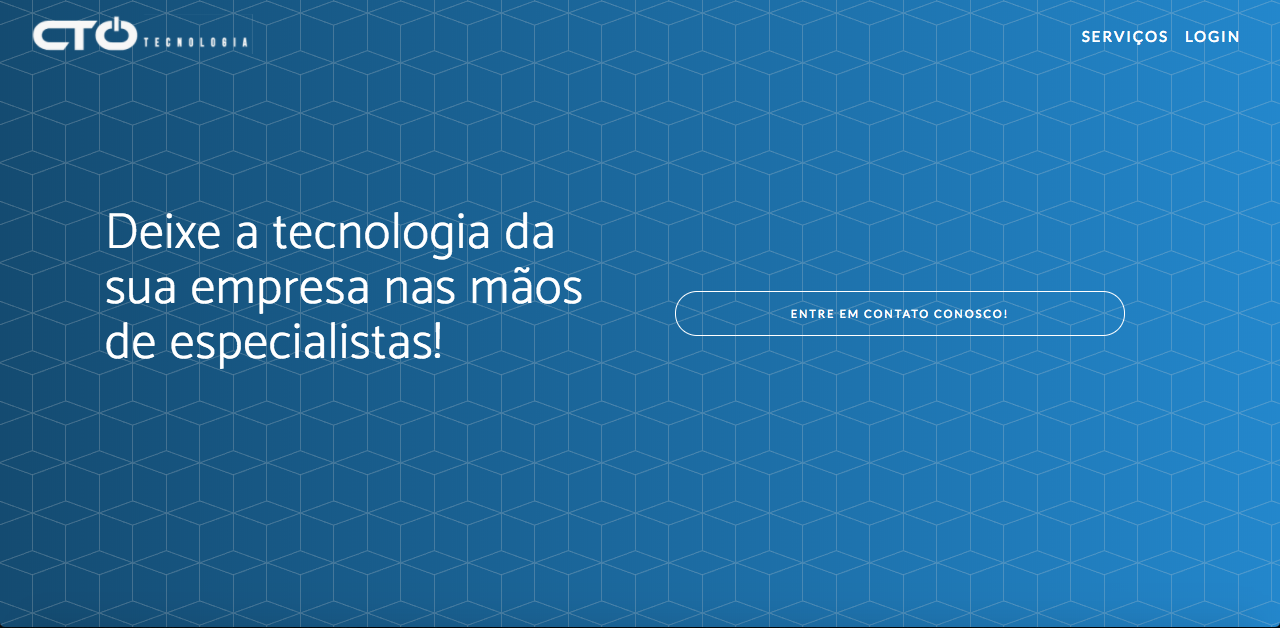 CTO TECNOLOGIA
SERVIÇOS LOGIN
Deixe a tecnologia da
sua empresa nas mãos
de especialistas!
ENTRE EM CONTATO CONOSCO!